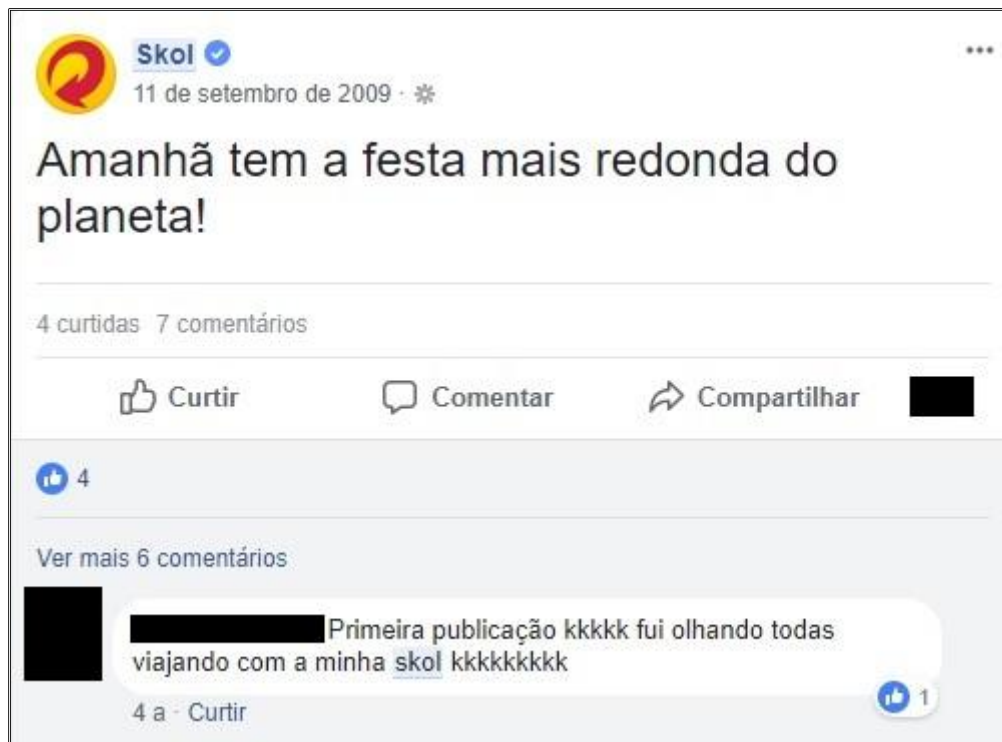 Skol
11 de setembro de 2009 ·
Amanhã tem a festa mais redonda do
planeta!
4 curtidas 7 comentários
Curtir Comentar Compartilhar
4
Ver mais 6 comentários
Primeira publicação kkkkk fui olhando todas
viajando com a minha skol kkkkkkkkk
1
4 a · Curtir